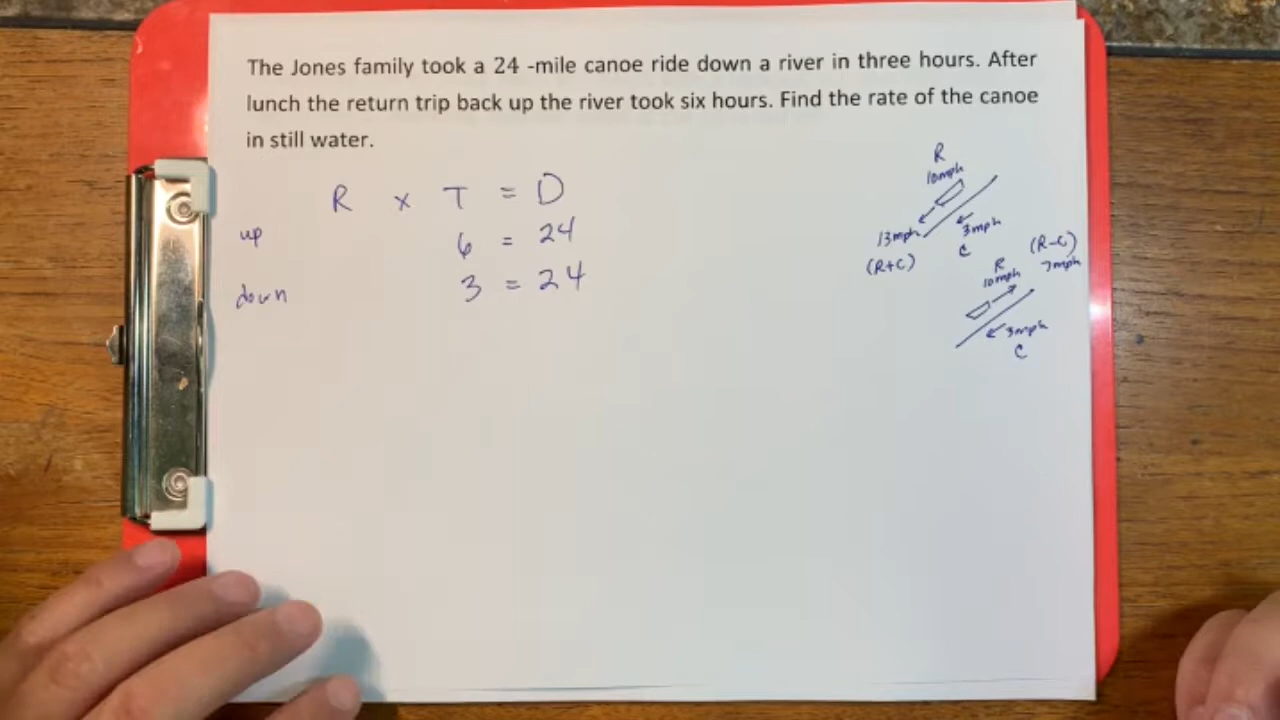 The Jones family took a 24 -mile canoe ride down a river in three hours. After
lunch the return trip back up the river took six hours. Find the rate of the canoe
in still water.
R x T = D
up 6 = 24
down 3 = 24
R
10mph
13mph 3mph
(R+C) C
(R-C)
R 7mph
10mph
3mph
C